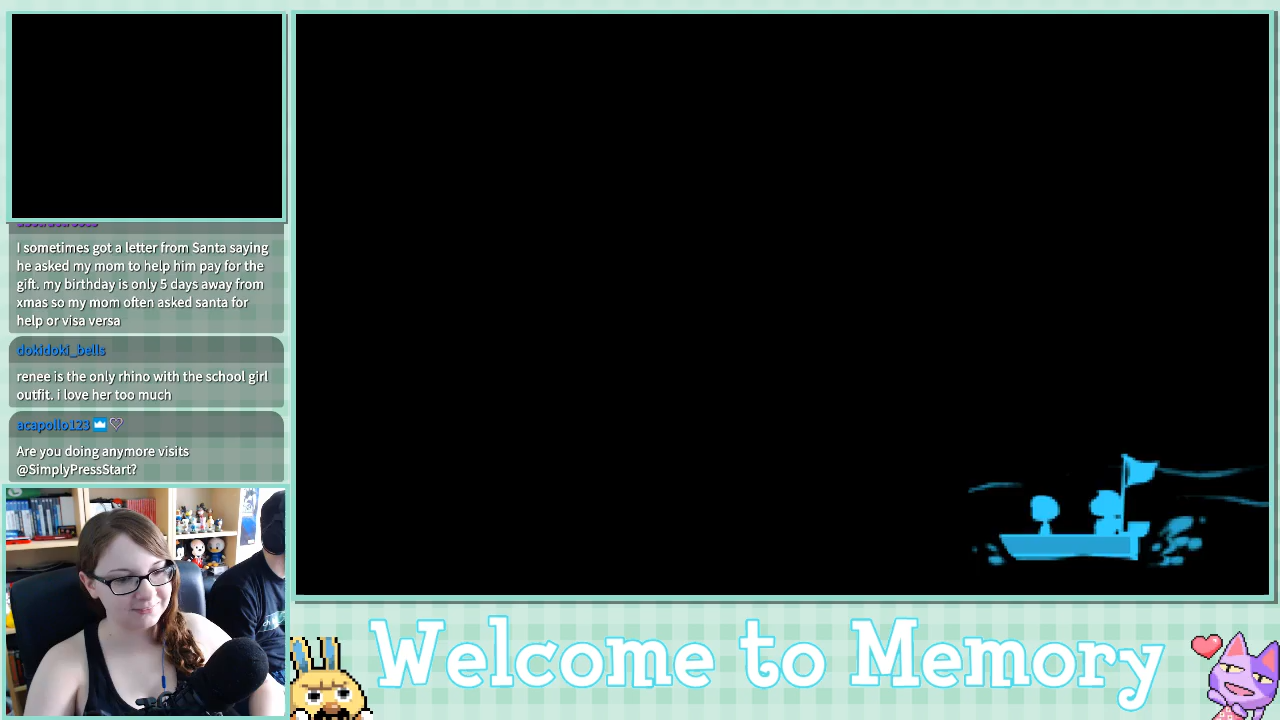 I sometimes got a letter from Santa saying
he asked my mom to help him pay for the
gift. my birthday is only 5 days away from
xmas so my mom often asked santa for
help or visa versa
dokidoki_bells
renee is the only rhino with the school girl
outfit. i love her too much
acapollo123
Are you doing anymore visits
@SimplyPressStart?
Welcome to Memory